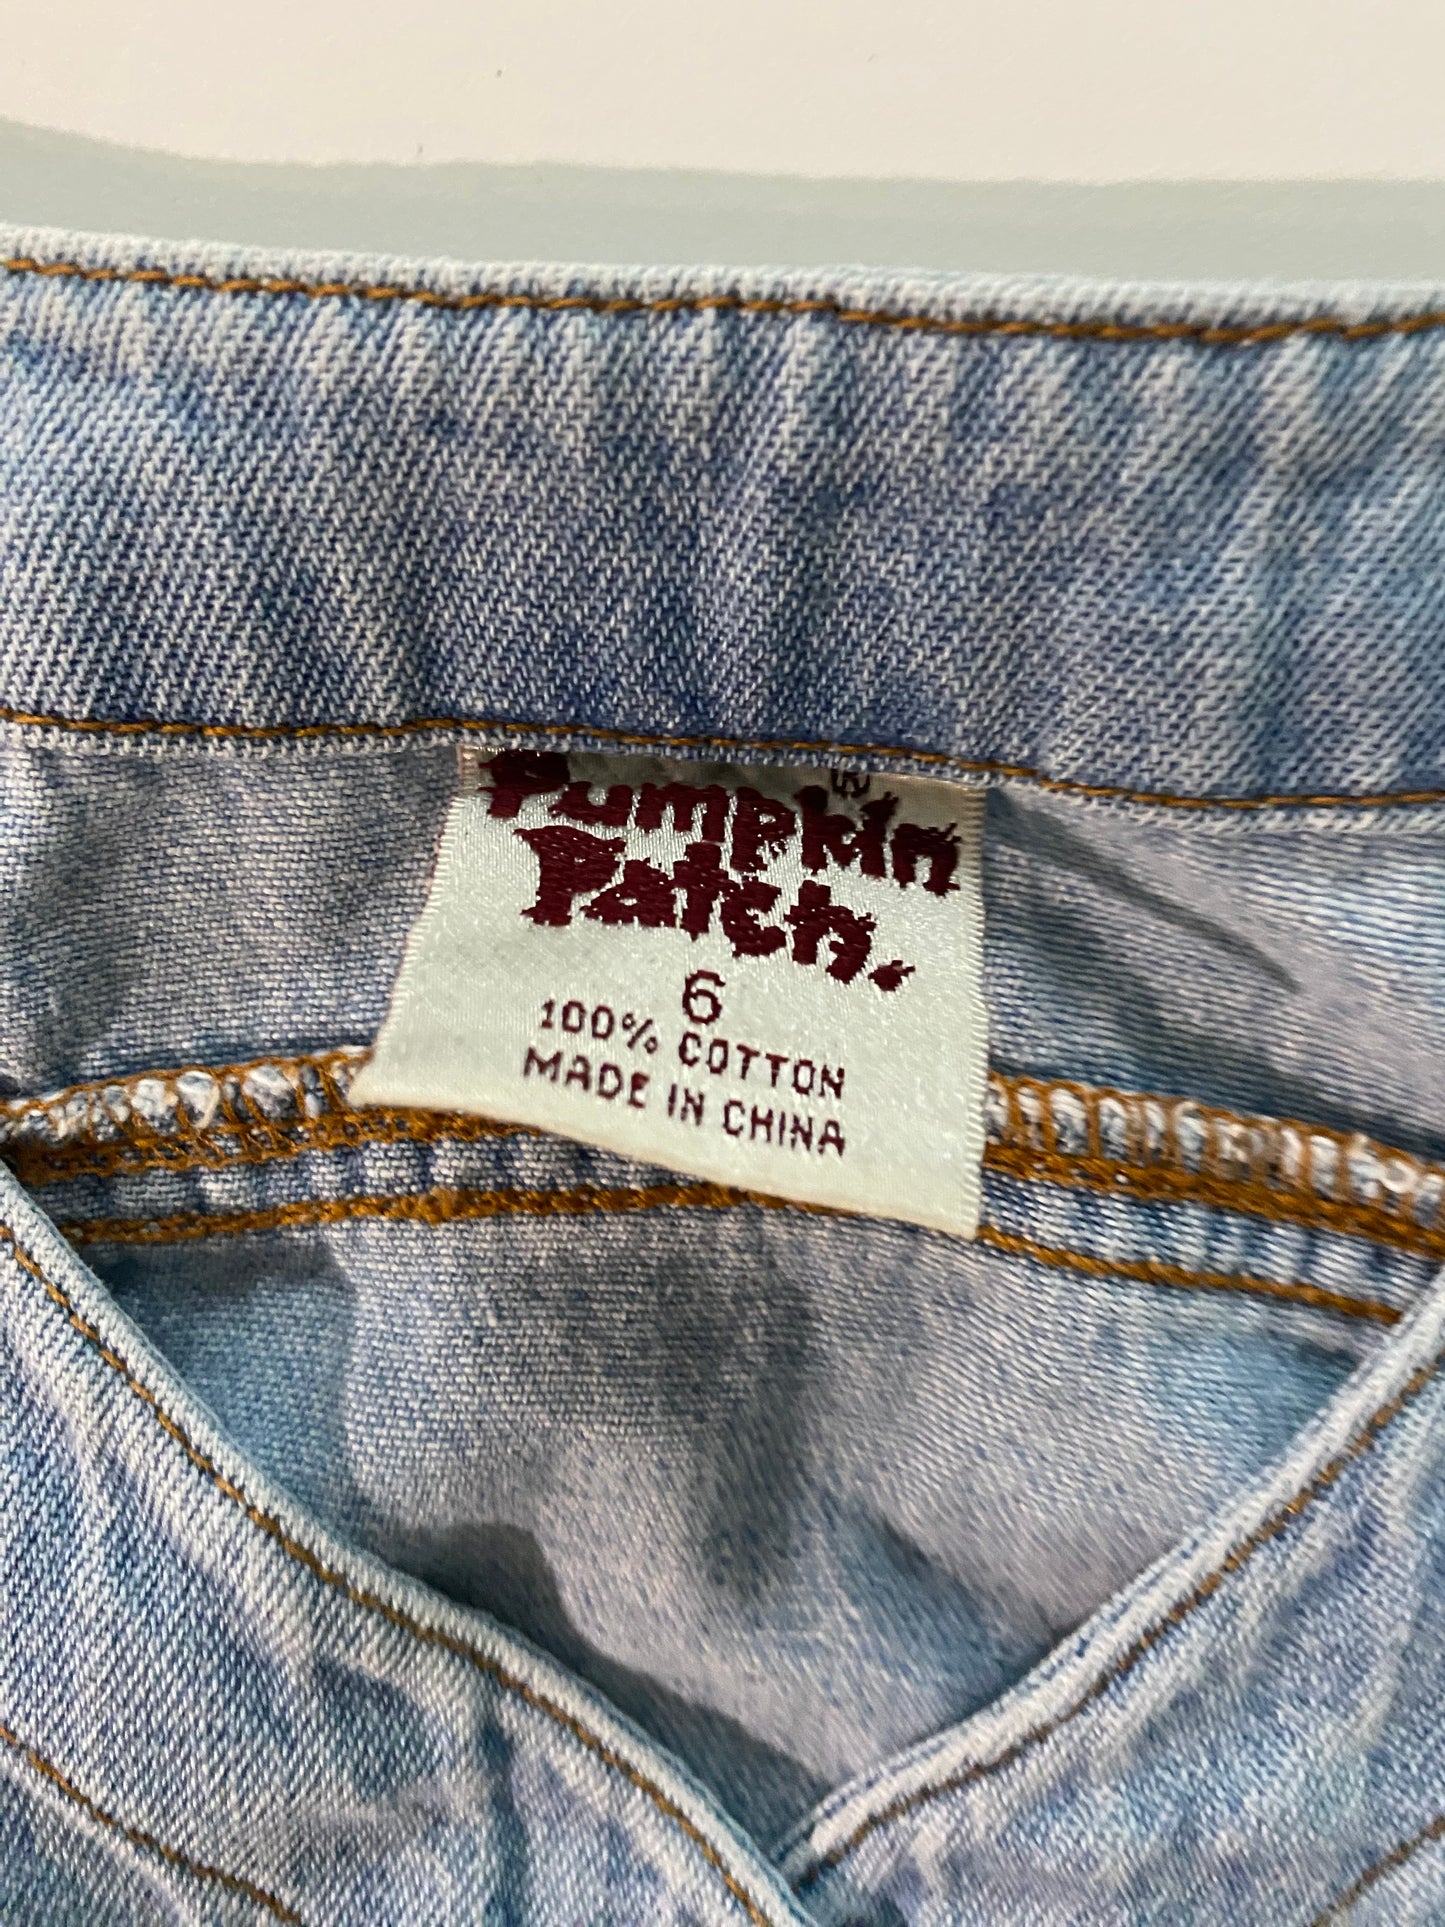 Pumpkin ®
Patch.
6
100% COTTON
MADE IN CHINA